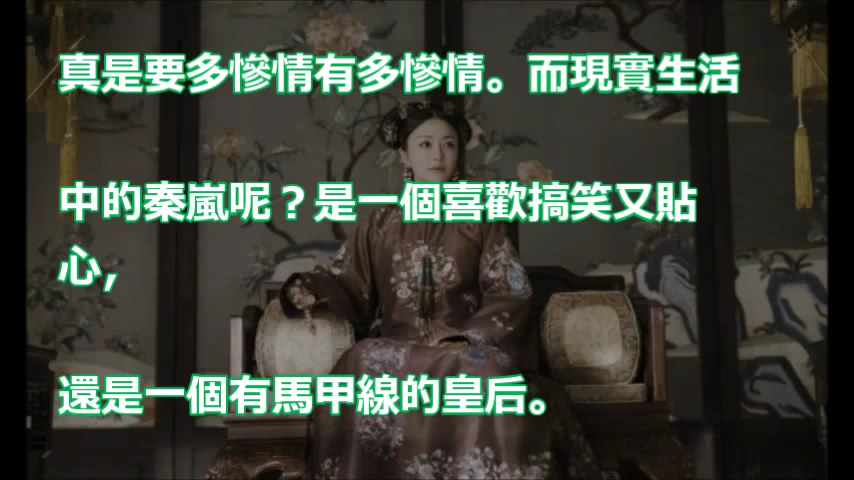 真是要多慘情有多慘情。而現實生活
中的秦嵐呢？是一個喜歡搞笑又貼
心，
還是一個有馬甲線的皇后。